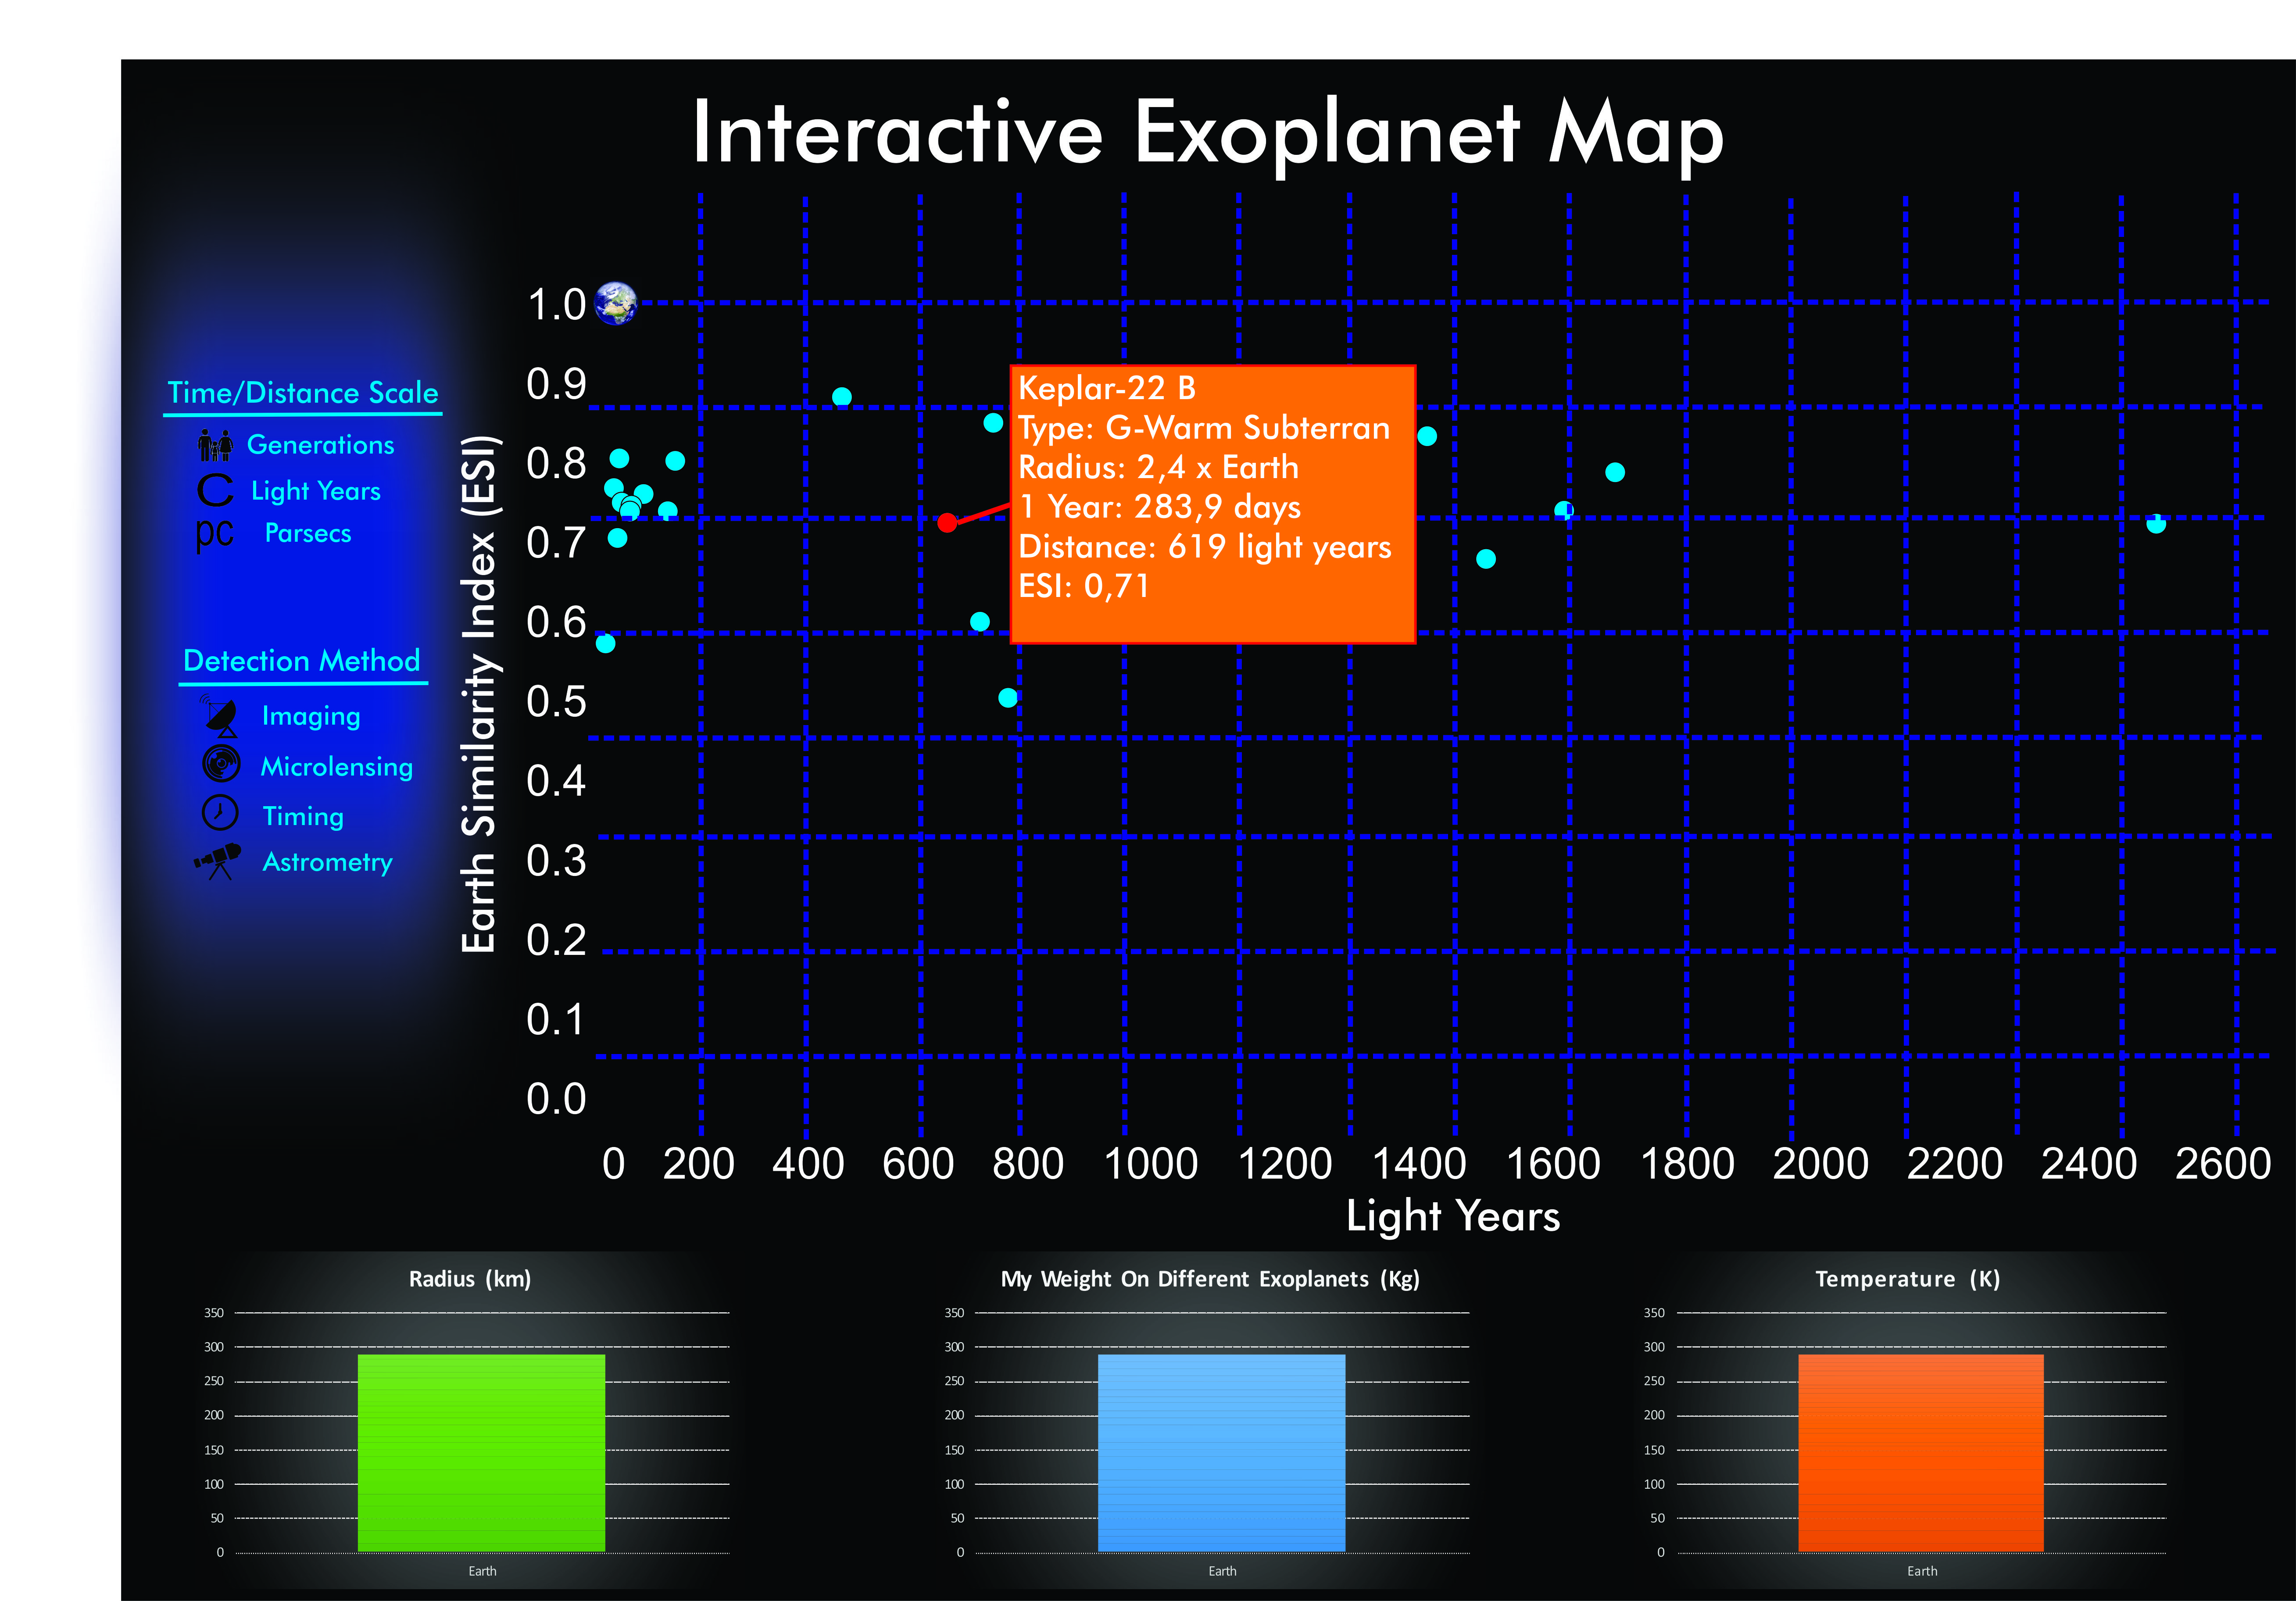 Interactive Exoplanet Map
Time/Distance Scale
Generations
C Light Years
pc Parsecs
Detection Method
Imaging
Microlensing
Timing
Astrometry
Earth Similarity Index (ESI)
1.0
0.9
0.8
0.7
0.6
0.5
0.4
0.3
0.2
0.1
0.0
Keplar-22 B
Type: G-Warm Subterran
Radius: 2,4 x Earth
1 Year: 283,9 days
Distance: 619 light years
ESI: 0,71
0 200 400 600 800 1000 1200 1400 1600 1800 2000 2200 2400 2600
Light Years
Radius (km)
350
300
250
200
150
100
50
0
Earth
My Weight On Different Exoplanets (Kg)
350
300
250
200
150
100
50
0
Earth
Temperature (K)
350
300
250
200
150
100
50
0
Earth